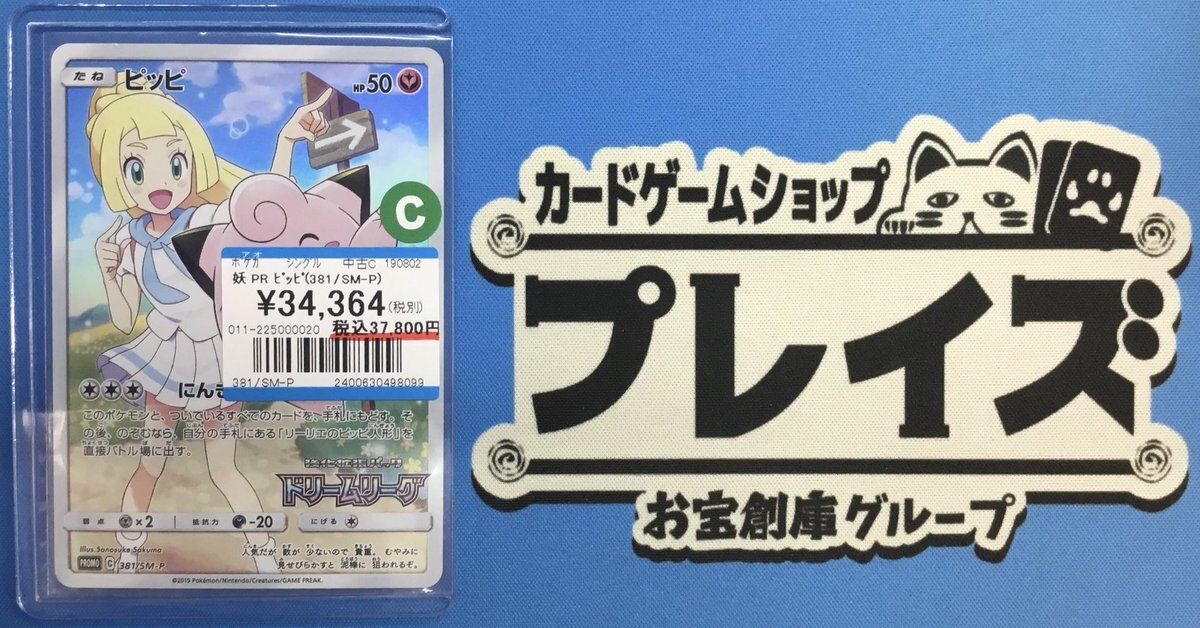 たね ピッピ HP50
C
アオ
ポケカ シングル 中古C 190802
妖 PR ピッピ(381/SM-P)
¥34,364(税別)
011-225000020 税込37,800円
381/SM-P 2400630498099
にんき
このポケモンと、ついているすべてのカードを、手札にもどす。そ
の後、のぞむなら、自分の手札にある「リーリエのピッピ人形」を
直接バトル場に出す。
強化拡張パック
ドリームリーグ
弱点 ×2 抵抗力 -20 にげる
Illus. Sanosuke Sakuma
人気だが 数が 少ないので 貴重。むやみに
見せびらかすと 泥棒に 狙われるぞ。
PROMO C 381/SM-P
©2019 Pokémon/Nintendo/Creatures/GAME FREAK.
カードゲームショップ
プレイズ
お宝創庫グループ